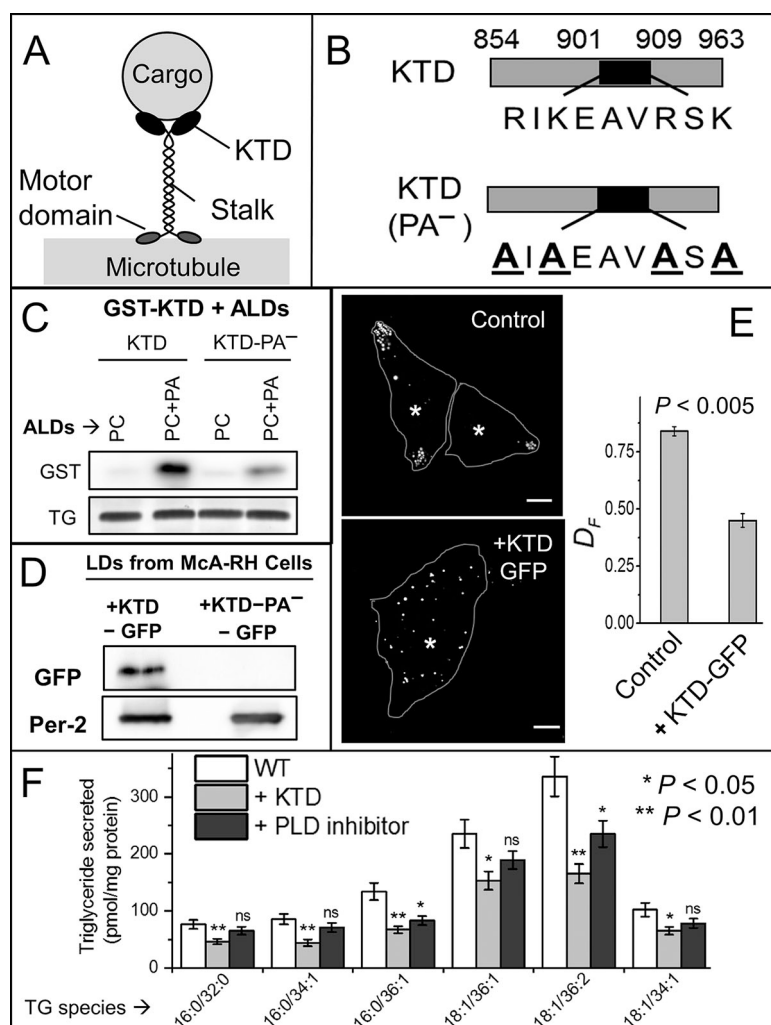 A
Cargo
KTD
Motor
domain
Stalk
Microtubule
B
854 901 909 963
KTD
RIKEAVRSK
KTD
(PA⁻)
AIAEAVASA
C
GST-KTD + ALDs
KTD KTD-PA⁻
ALDs → PC PC+PA PC PC+PA
GST
TG
D
LDs from McA-RH Cells
+KTD +KTD–PA⁻
– GFP – GFP
GFP
Per-2
Control
*
*
+KTD
GFP
*
E
P < 0.005
0.75
0.50
0.25
0.00
D_F
Control
+ KTD-GFP
F
WT
+ KTD
+ PLD inhibitor
* P < 0.05
** P < 0.01
Triglyceride secreted
(pmol/mg protein)
300
200
100
0
** ns
** ns
** *
* ns
** *
* ns
TG species → 16:0/32:0 16:0/34:1 16:0/36:1 18:1/36:1 18:1/36:2 18:1/34:1